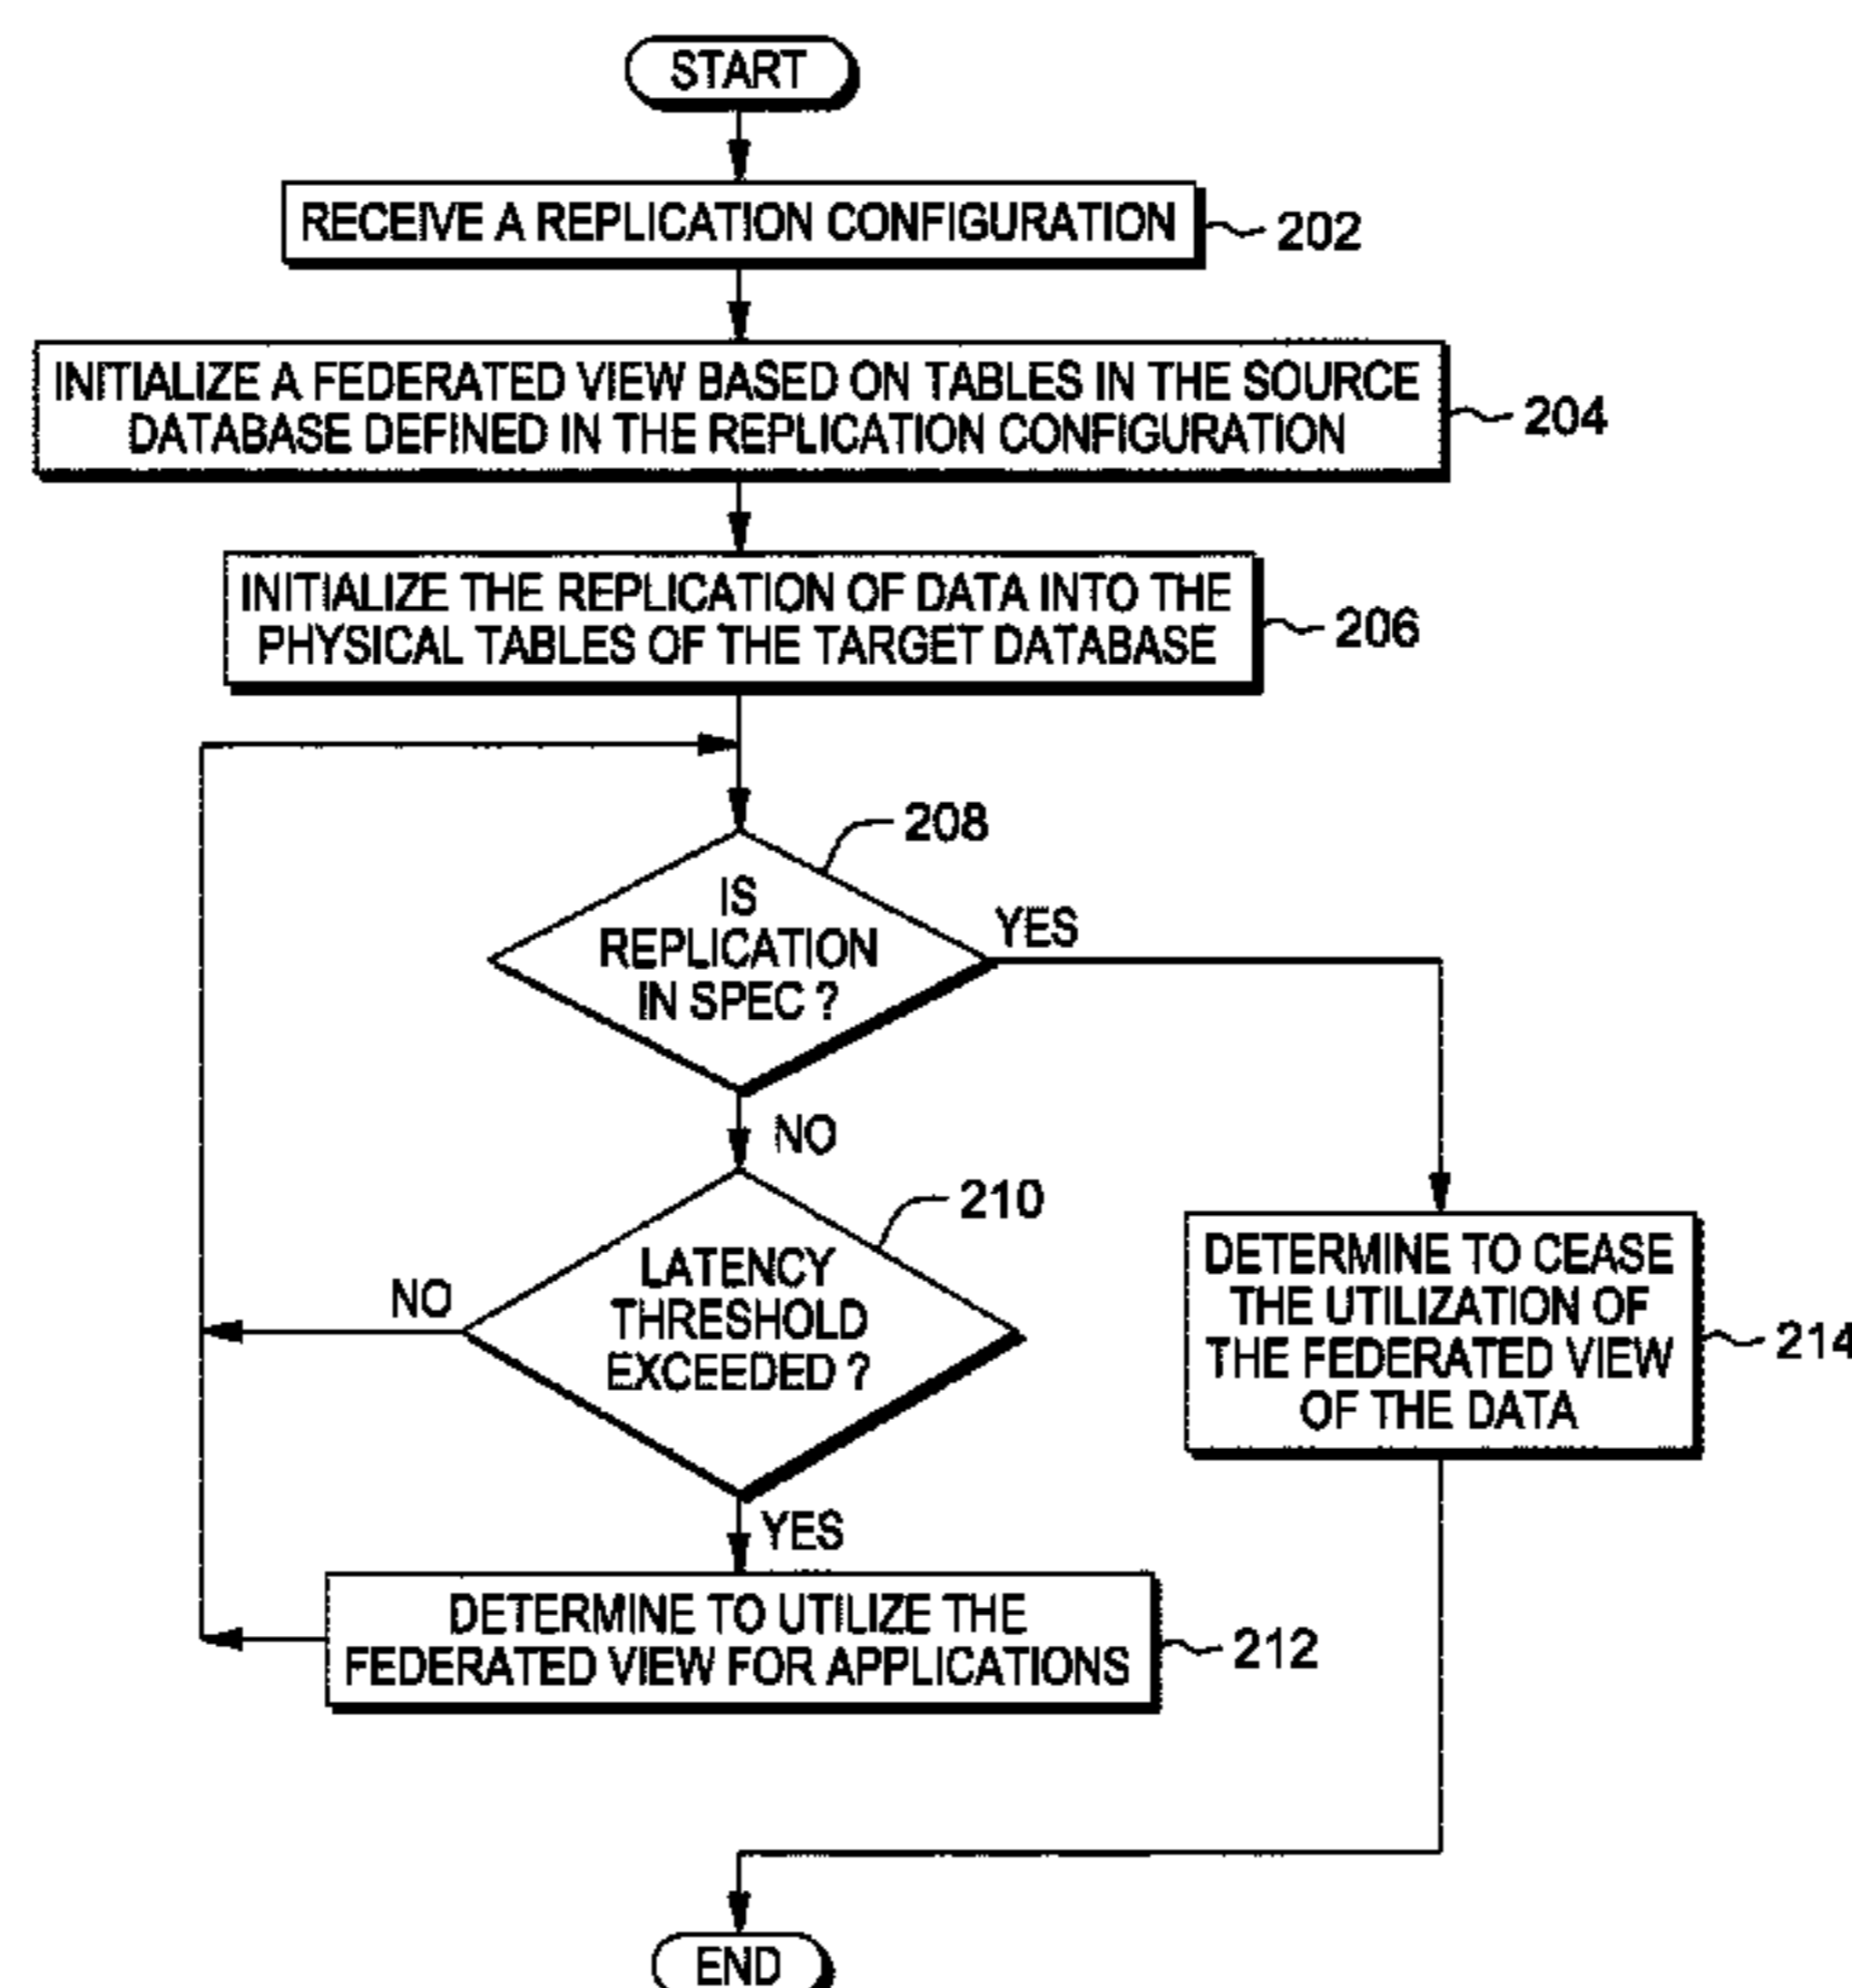 START
RECEIVE A REPLICATION CONFIGURATION
202
INITIALIZE A FEDERATED VIEW BASED ON TABLES IN THE SOURCE
DATABASE DEFINED IN THE REPLICATION CONFIGURATION
204
INITIALIZE THE REPLICATION OF DATA INTO THE
PHYSICAL TABLES OF THE TARGET DATABASE
206
208
IS
REPLICATION
IN SPEC ?
YES
NO
210
LATENCY
THRESHOLD
EXCEEDED ?
NO
YES
DETERMINE TO CEASE
THE UTILIZATION OF
THE FEDERATED VIEW
OF THE DATA
214
DETERMINE TO UTILIZE THE
FEDERATED VIEW FOR APPLICATIONS
212
END